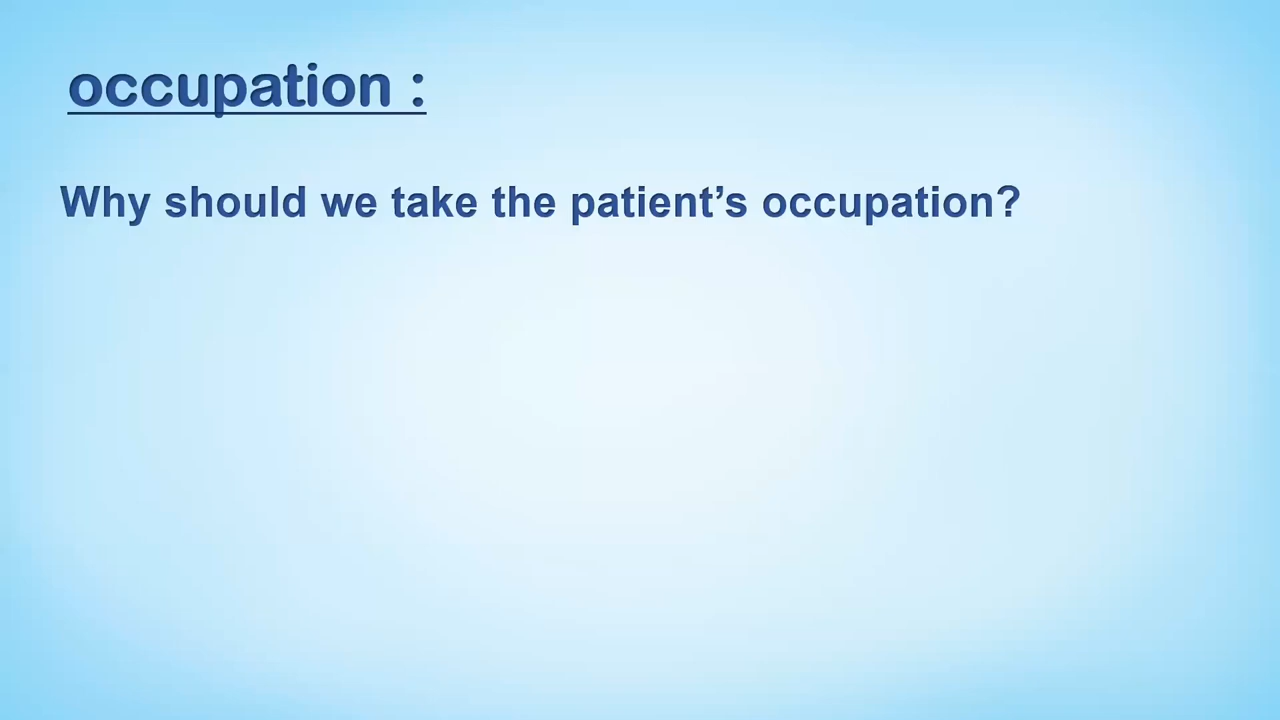 occupation :
Why should we take the patient’s occupation?